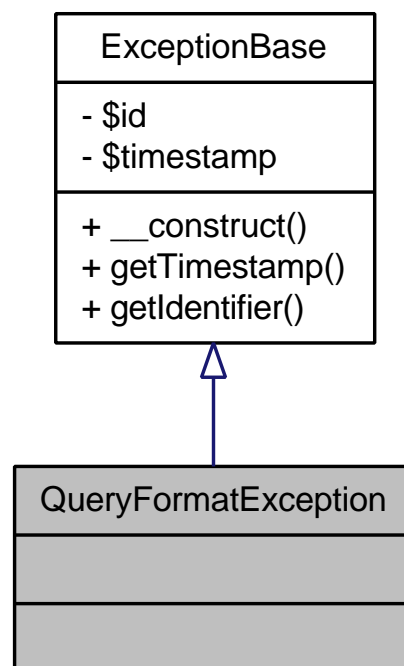 ExceptionBase
- $id
- $timestamp
+ __construct()
+ getTimestamp()
+ getIdentifier()
QueryFormatException